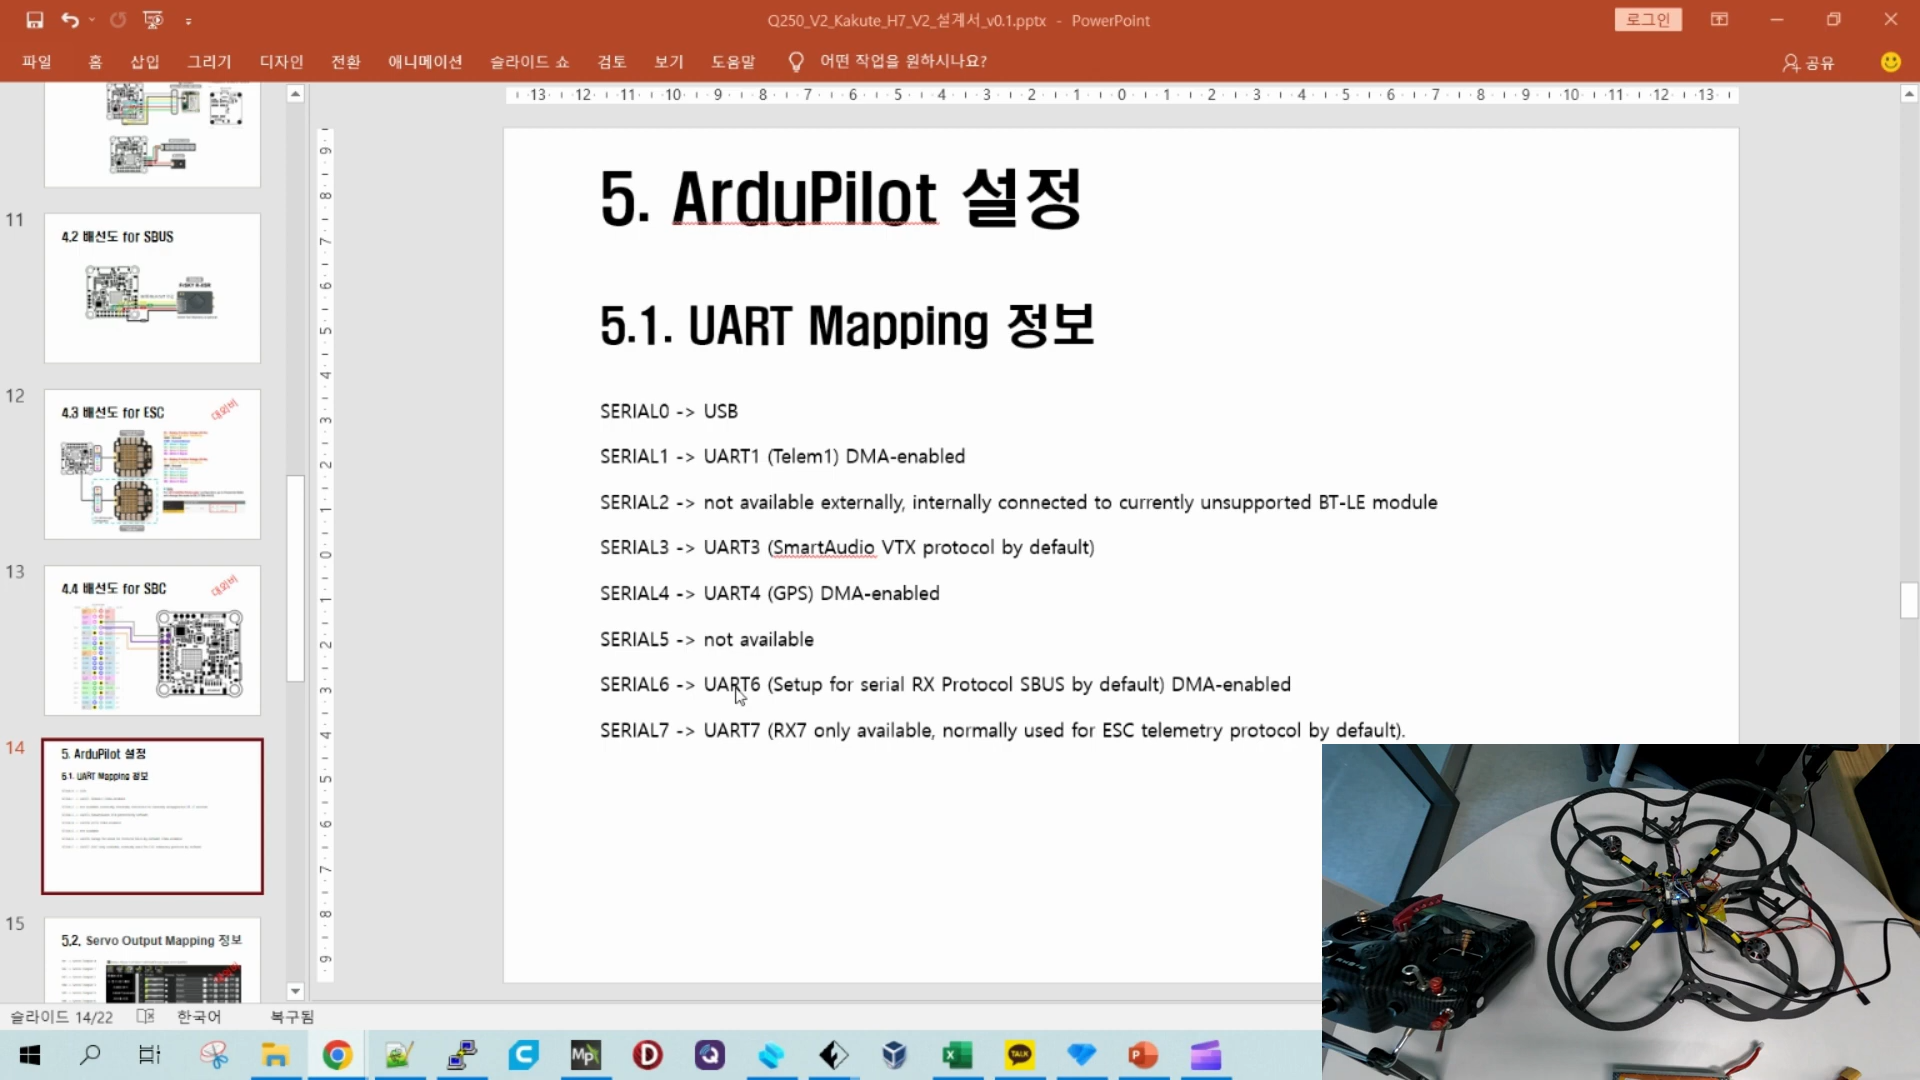 Q250_V2_Kakute_H7_V2_설계서_v0.1.pptx - PowerPoint
로그인
파일 홈 삽입 그리기 디자인 전환 애니메이션 슬라이드 쇼 검토 보기 도움말 어떤 작업을 원하시나요? 공유
11
4.2 배선도 for SBUS
12
4.3 배선도 for ESC
대외비
13
4.4 배선도 for SBC
대외비
14
5. ArduPilot 설정
5.1. UART Mapping 정보
15
5.2. Servo Output Mapping 정보
5. ArduPilot 설정
5.1. UART Mapping 정보
SERIAL0 -> USB
SERIAL1 -> UART1 (Telem1) DMA-enabled
SERIAL2 -> not available externally, internally connected to currently unsupported BT-LE module
SERIAL3 -> UART3 (SmartAudio VTX protocol by default)
SERIAL4 -> UART4 (GPS) DMA-enabled
SERIAL5 -> not available
SERIAL6 -> UART6 (Setup for serial RX Protocol SBUS by default) DMA-enabled
SERIAL7 -> UART7 (RX7 only available, normally used for ESC telemetry protocol by default).
슬라이드 14/22 한국어 복구됨